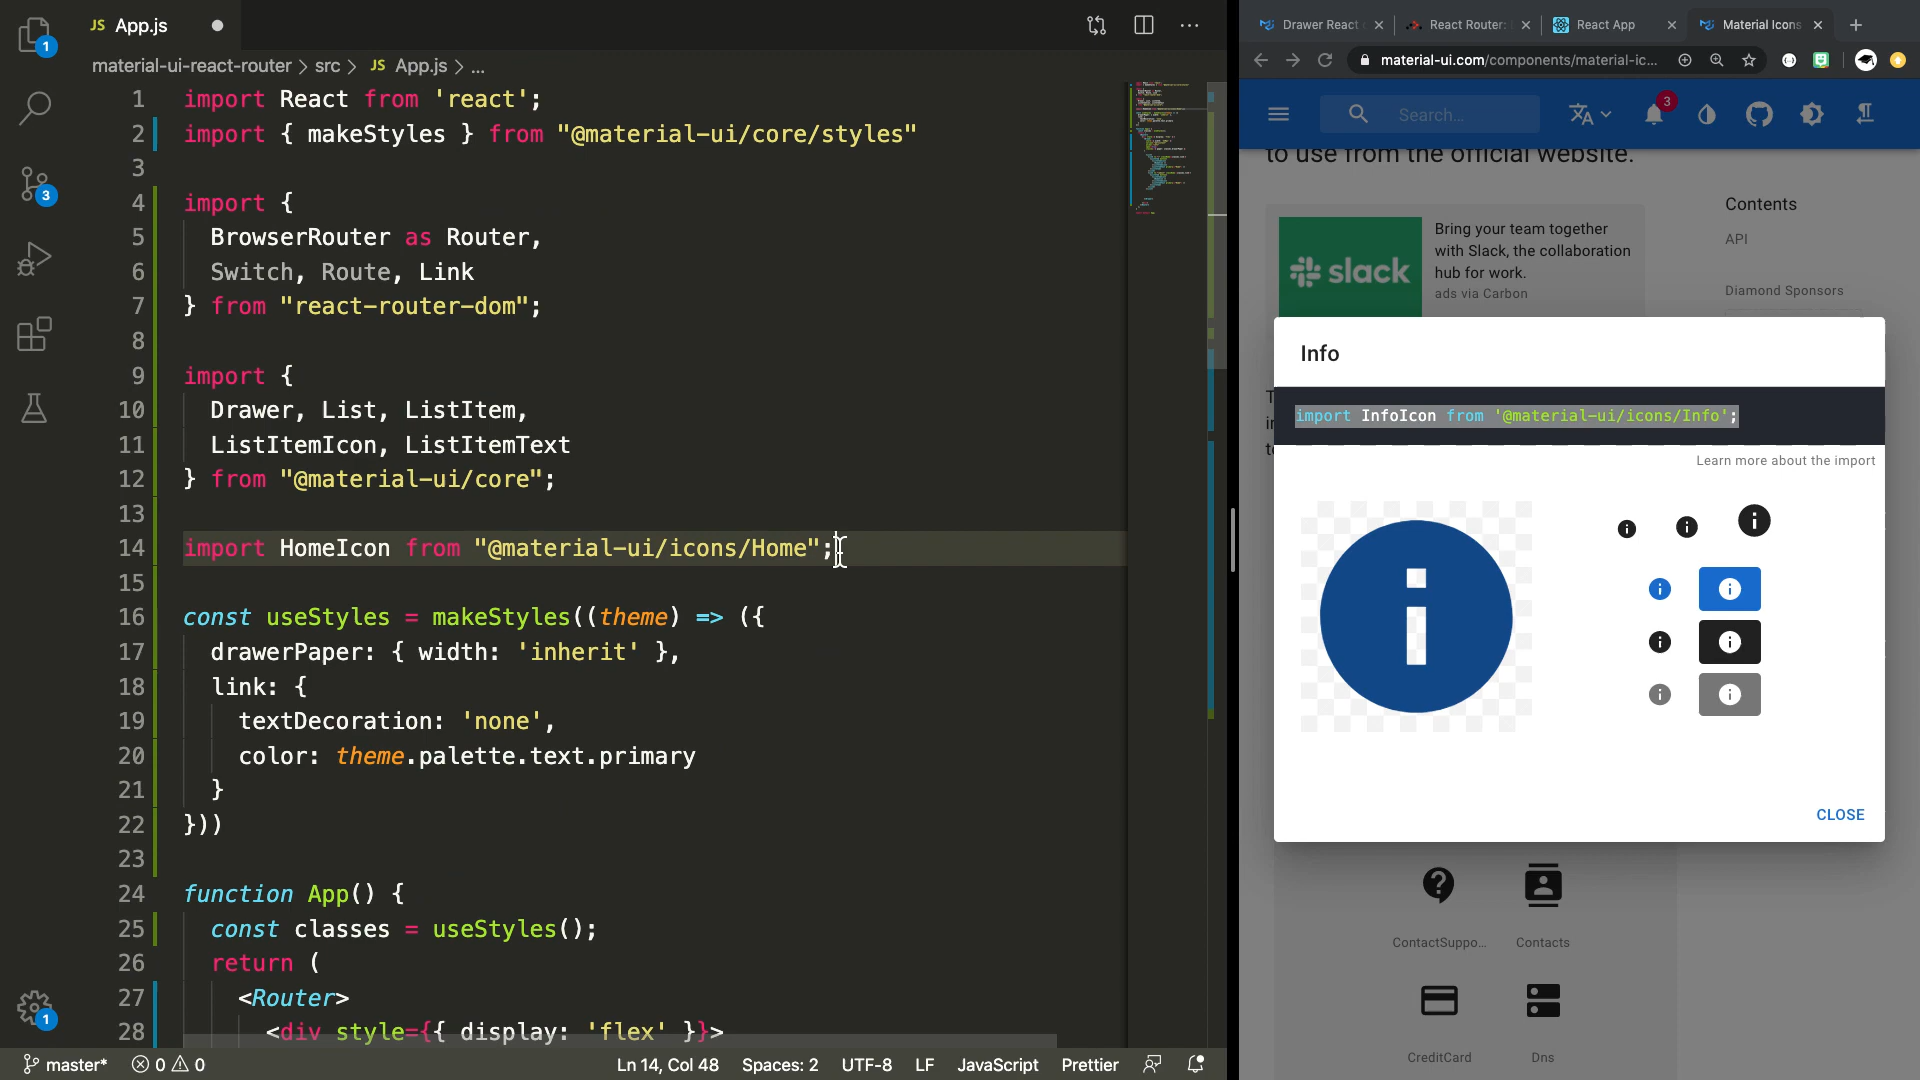 JS App.js
material-ui-react-router > src > JS App.js > ...
1 import React from 'react';
2 import { makeStyles } from "@material-ui/core/styles"
3
4 import {
5 BrowserRouter as Router,
6 Switch, Route, Link
7 } from "react-router-dom";
8
9 import {
10 Drawer, List, ListItem,
11 ListItemIcon, ListItemText
12 } from "@material-ui/core";
13
14 import HomeIcon from "@material-ui/icons/Home";
15
16 const useStyles = makeStyles((theme) => ({
17 drawerPaper: { width: 'inherit' },
18 link: {
19 textDecoration: 'none',
20 color: theme.palette.text.primary
21 }
22 }))
23
24 function App() {
25 const classes = useStyles();
26 return (
27 <Router>
28 <div style={{ display: 'flex' }}>
1
3
1
master* 0 0
Ln 14, Col 48 Spaces: 2 UTF-8 LF JavaScript Prettier
Drawer React React Router: React App Material Icons
material-ui.com/components/material-ic...
Search... 3
to use from the official website.
slack
Bring your team together
with Slack, the collaboration
hub for work.
ads via Carbon
Contents
API
Diamond Sponsors
Info
import InfoIcon from '@material-ui/icons/Info';
Learn more about the import
CLOSE
ContactSuppo... Contacts
CreditCard Dns